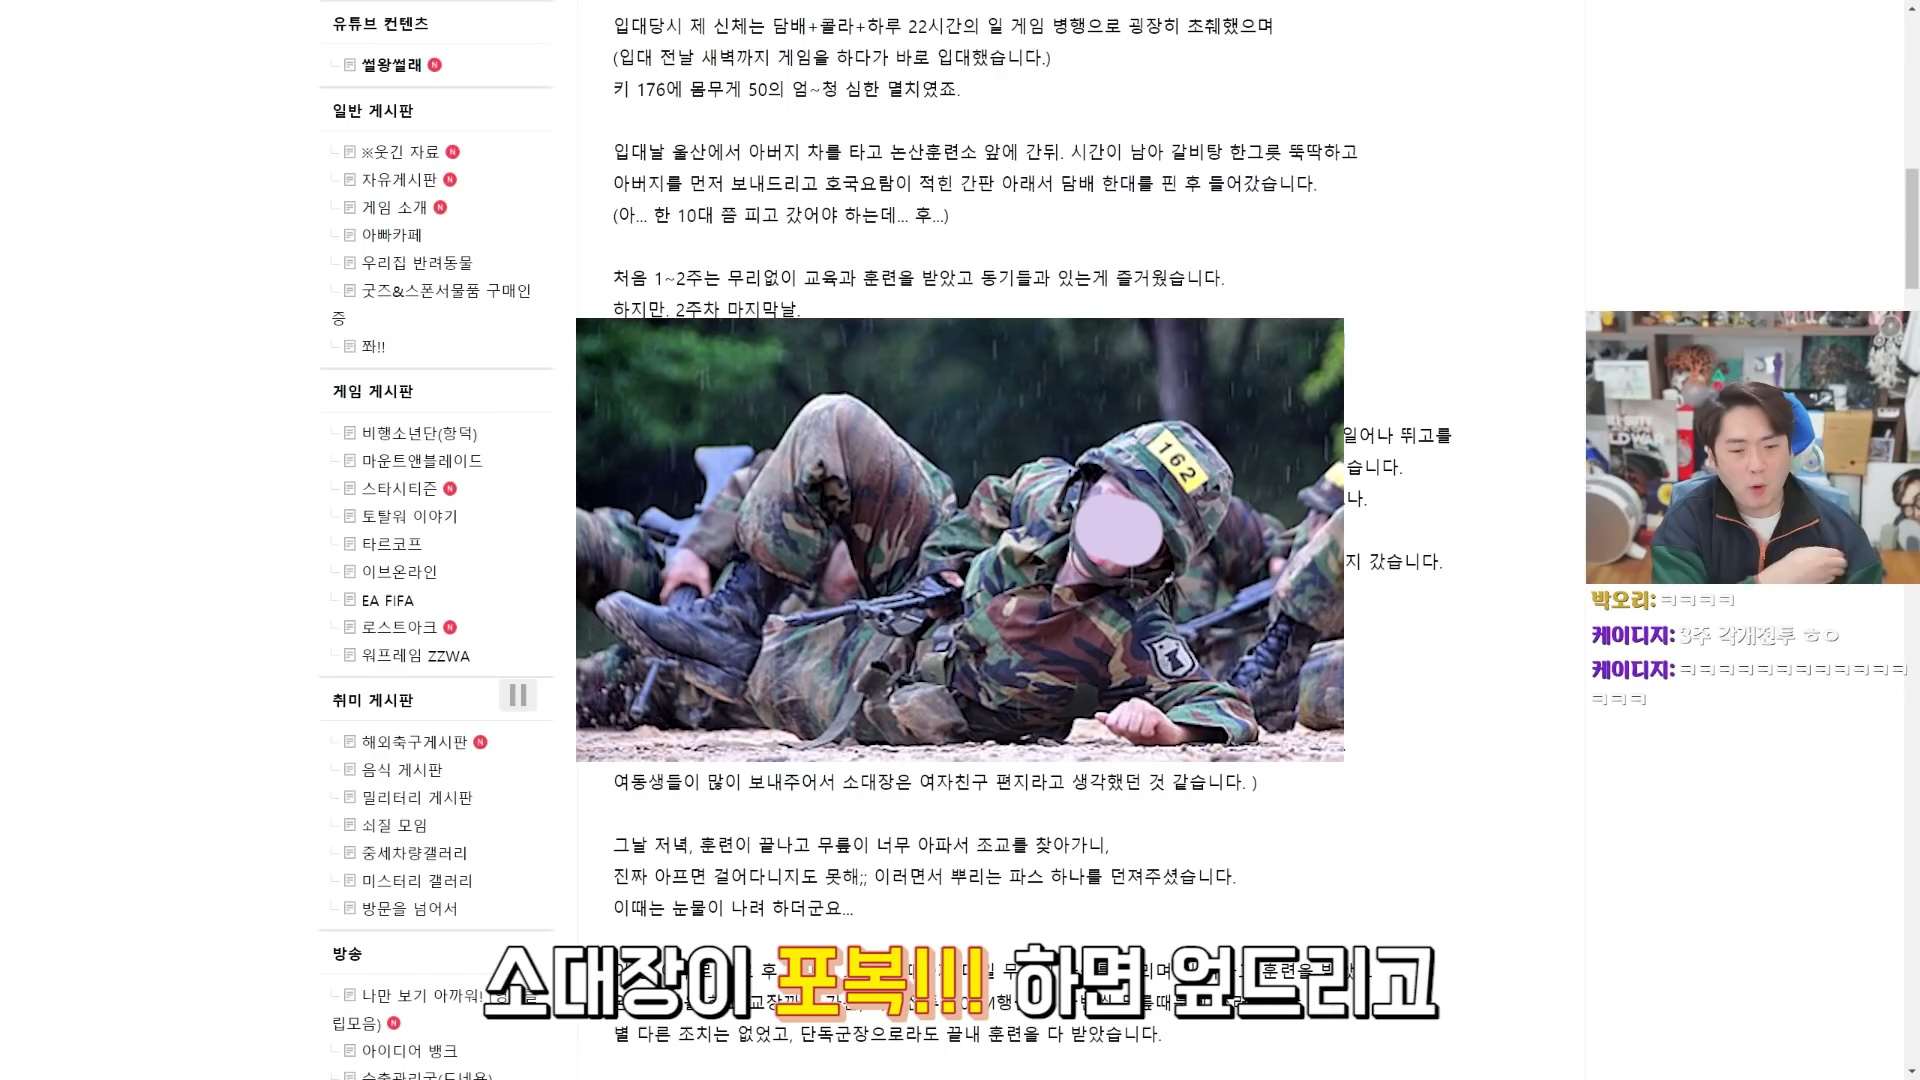 유튜브 컨텐츠
썰왕썰래 N
일반 게시판
※웃긴 자료 N
자유게시판 N
게임 소개 N
아빠카페
우리집 반려동물
굿즈&스폰서물품 구매인
증
쫘!!
게임 게시판
비행소년단(항덕)
마운트앤블레이드
스타시티즌 N
토탈워 이야기
타르코프
이브온라인
EA FIFA
로스트아크 N
워프레임 ZZWA
취미 게시판
해외축구게시판 N
음식 게시판
밀리터리 게시판
쇠질 모임
중세차량갤러리
미스터리 갤러리
방문을 넘어서
방송
나만 보기 아까워!
립모음) N
아이디어 뱅크
입대당시 제 신체는 담배+콜라+하루 22시간의 일 게임 병행으로 굉장히 초췌했으며
(입대 전날 새벽까지 게임을 하다가 바로 입대했습니다.)
키 176에 몸무게 50의 엄~청 심한 멸치였죠.
입대날 울산에서 아버지 차를 타고 논산훈련소 앞에 간뒤. 시간이 남아 갈비탕 한그릇 뚝딱하고
아버지를 먼저 보내드리고 호국요람이 적힌 간판 아래서 담배 한대를 핀 후 들어갔습니다.
(아... 한 10대 쯤 피고 갔어야 하는데... 후...)
처음 1~2주는 무리없이 교육과 훈련을 받았고 동기들과 있는게 즐거웠습니다.
하지만. 2주차 마지막날.
일어나 뛰고를
습니다.
나.
지 갔습니다.
162
여동생들이 많이 보내주어서 소대장은 여자친구 편지라고 생각했던 것 같습니다. )
그날 저녁, 훈련이 끝나고 무릎이 너무 아파서 조교를 찾아가니,
진짜 아프면 걸어다니지도 못해;; 이러면서 뿌리는 파스 하나를 던져주셨습니다.
이때는 눈물이 나려 하더군요...
소대장이 포복!!! 하면 엎드리고
별 다른 조치는 없었고, 단독군장으로라도 끝내 훈련을 다 받았습니다.
박오리: ㅋㅋㅋㅋ
케이디지: 3주 각개전투 ㅎㅇ
케이디지: ㅋㅋㅋㅋㅋㅋㅋㅋㅋㅋㅋㅋ
ㅋㅋㅋ